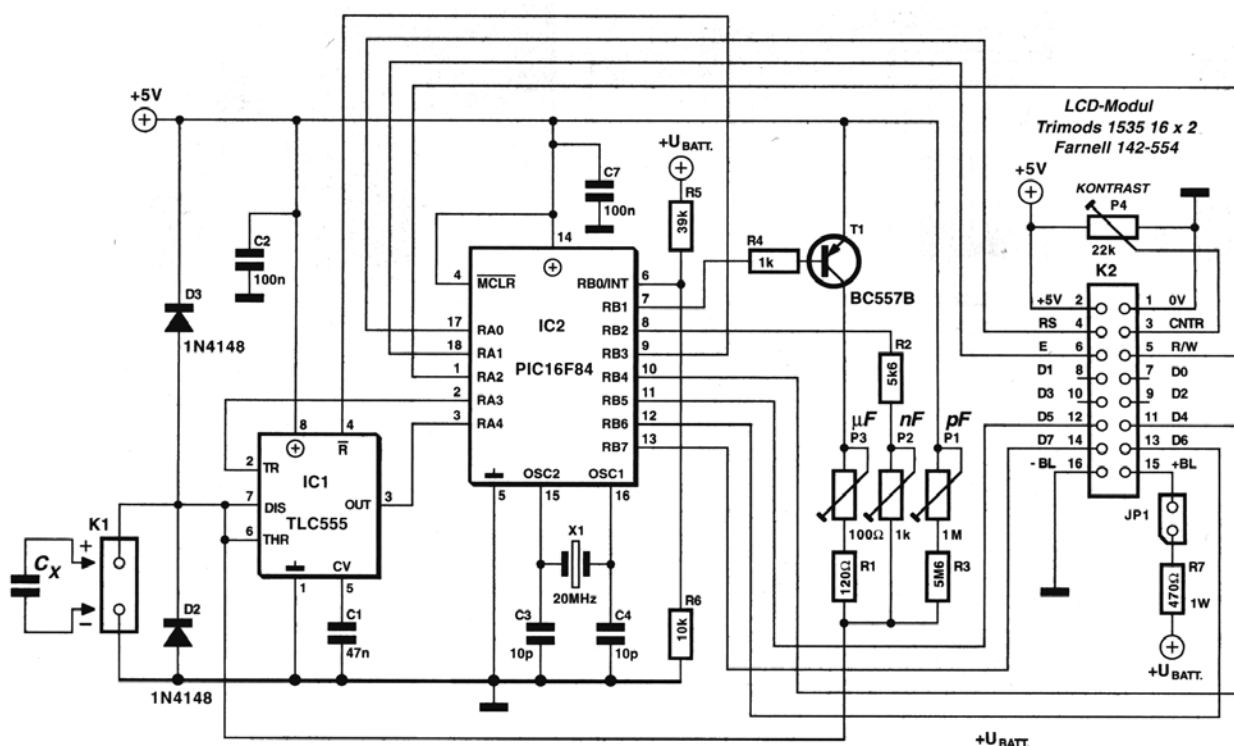 +5V
LCD-Modul
Trimods 1535 16 x 2
Farnell 142-554
+UBATT.
+5V
KONTRAST
P4
22k
K2
C7
100n
R5
39k
C2
100n
14
R4
1k
T1
BC557B
D3
1N4148
4 MCLR
RB0/INT 6
RB1 7
IC2
PIC16F84
17 RA0
18 RA1
1 RA2
2 RA3
3 RA4
RB2 8
RB3 9
RB4 10
RB5 11
RB6 12
RB7 13
OSC2 OSC1
5 15 16
R2
5k6
µF nF pF
P3 P2 P1
100Ω 1k 1M
R1
120Ω
R3
5M6
+5V 2 1 0V
RS 4 3 CNTR
E 6 5 R/W
D1 8 7 D0
D3 10 9 D2
D5 12 11 D4
D7 14 13 D6
-BL 16 15 +BL
JP1
R7
470Ω
1W
+UBATT.
8 4
R
2 TR
IC1
7 DIS
OUT 3
TLC555
6 THR
CV
1 5
K1
+
CX
–
D2
1N4148
C1
47n
X1
20MHz
C3
10p
C4
10p
R6
10k
+UBATT.